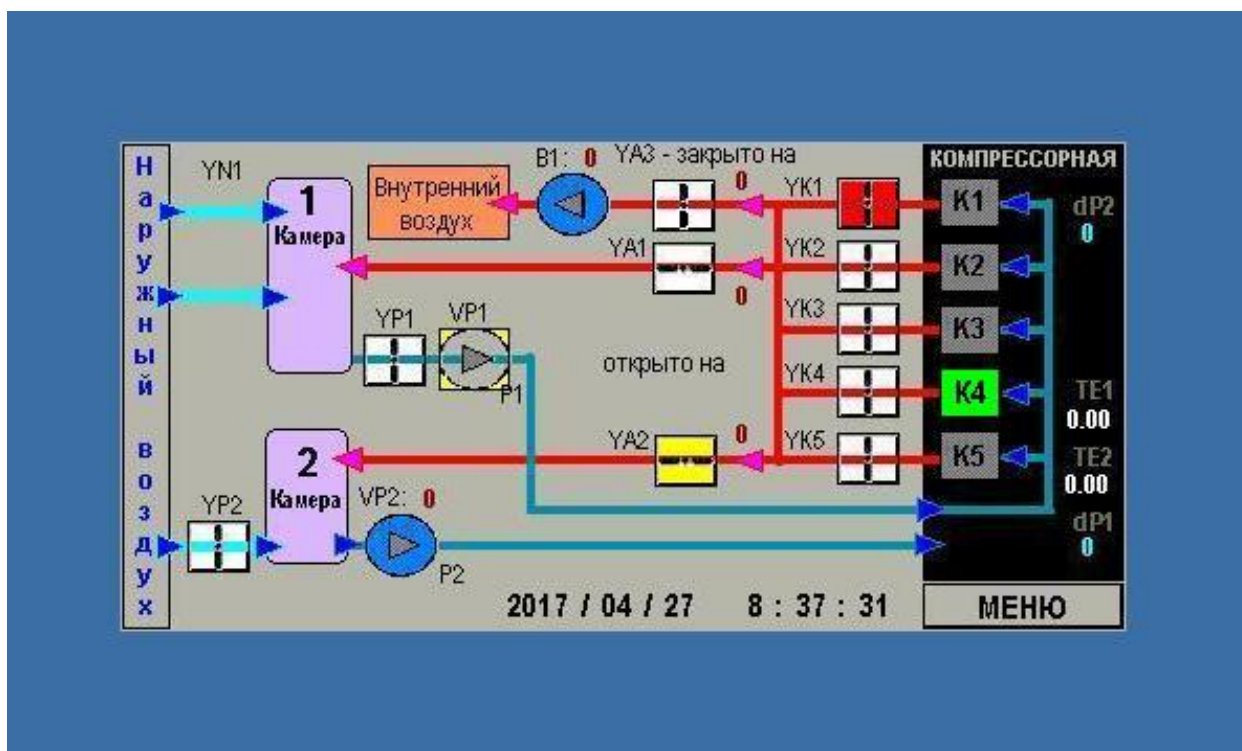 Наружный воздух
YN1
1
Камера
Внутренний
воздух
B1: 0
YA3 - закрыто на
0
YK1
КОМПРЕССОРНАЯ
K1
dP2
0
YA1
0
YK2
K2
YP1
VP1
P1
YK3
K3
открыто на
YK4
K4
TE1
0.00
2
Камера
YA2
0
YK5
K5
TE2
0.00
YP2
VP2: 0
P2
dP1
0
2017 / 04 / 27 8 : 37 : 31
МЕНЮ